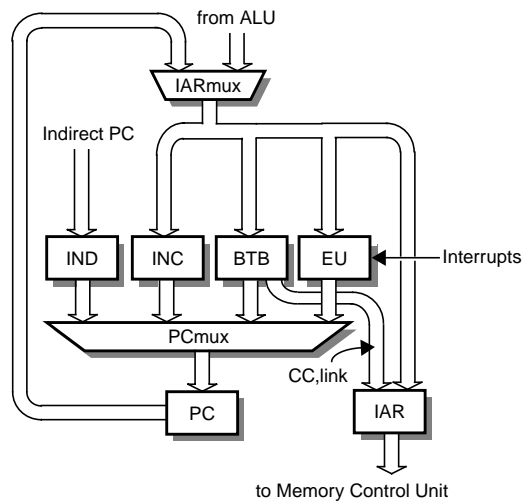 from ALU
IARmux
Indirect PC
IND
INC
BTB
EU
Interrupts
PCmux
CC,link
PC
IAR
to Memory Control Unit